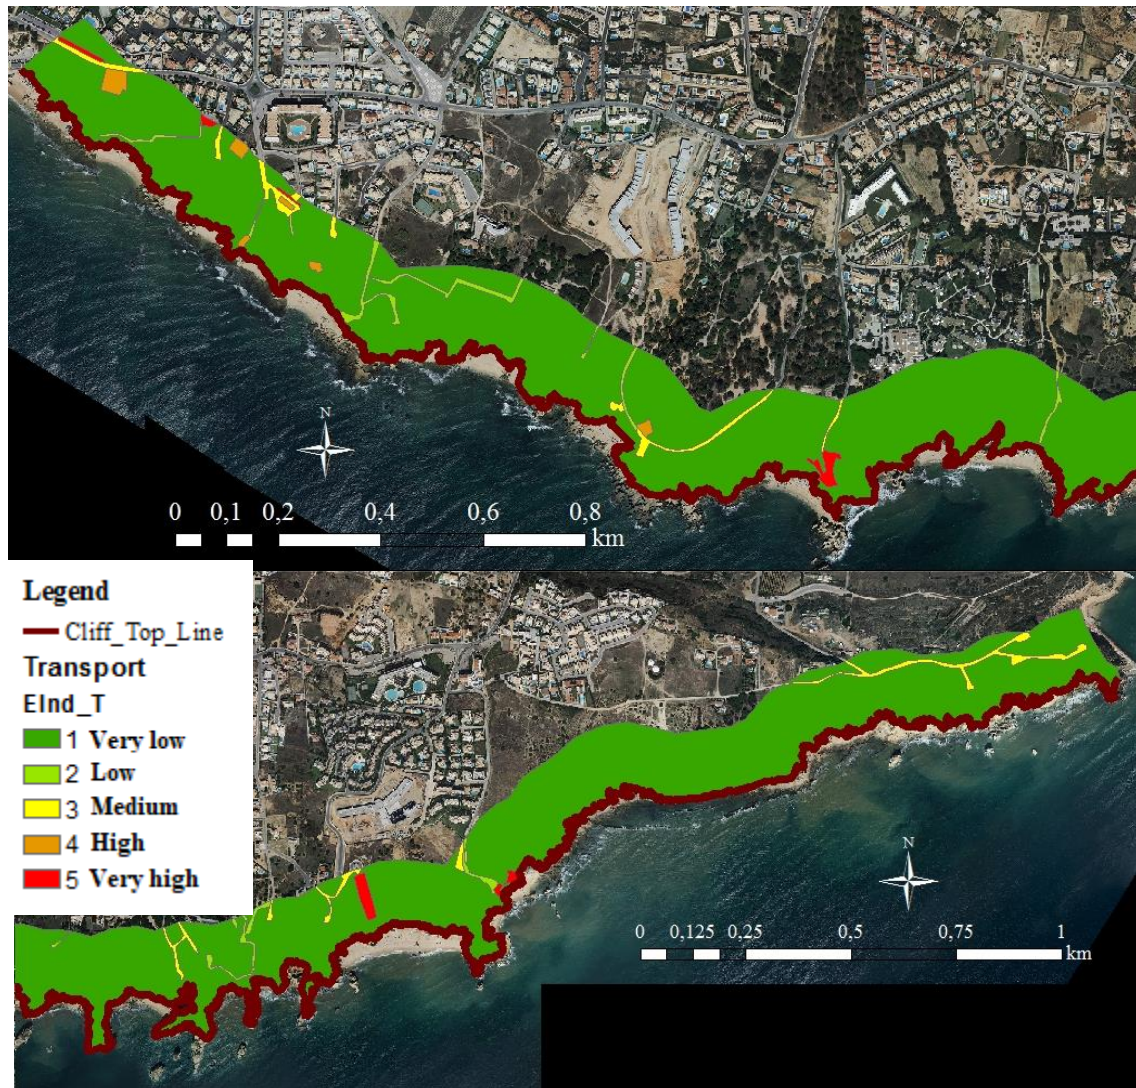 N
0 0,1 0,2 0,4 0,6 0,8
km
Legend
Cliff_Top_Line
Transport
EInd_T
1 Very low
2 Low
3 Medium
4 High
5 Very high
N
0 0,125 0,25 0,5 0,75 1
km